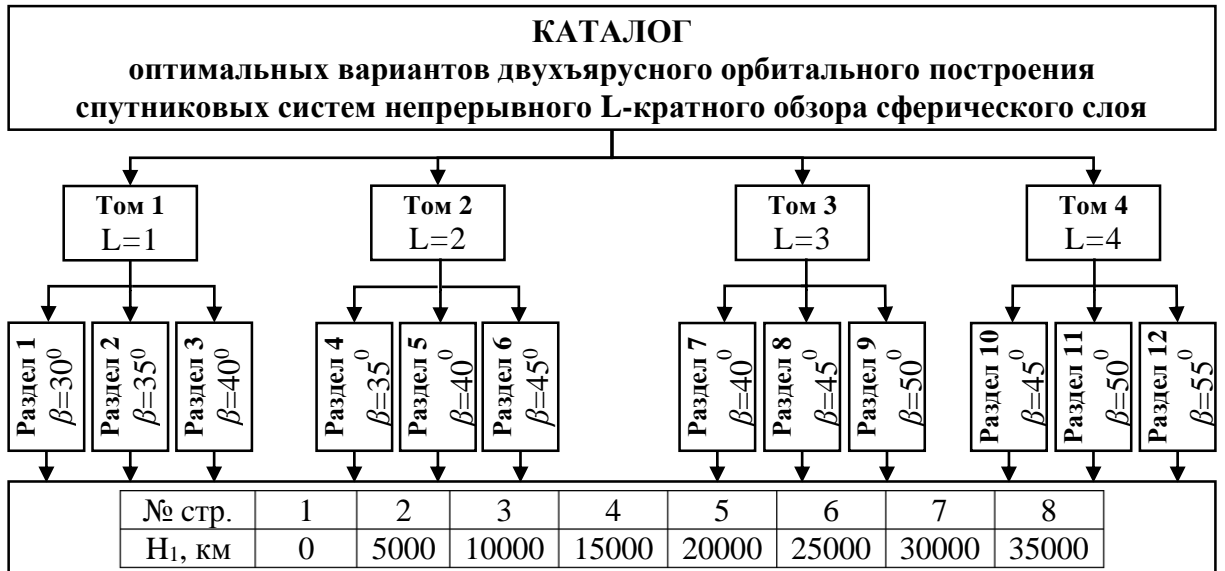 КАТАЛОГ
оптимальных вариантов двухъярусного орбитального построения
спутниковых систем непрерывного L-кратного обзора сферического слоя
Том 1
L=1
Том 2
L=2
Том 3
L=3
Том 4
L=4
Раздел 1
β=30⁰
Раздел 2
β=35⁰
Раздел 3
β=40⁰
Раздел 4
β=35⁰
Раздел 5
β=40⁰
Раздел 6
β=45⁰
Раздел 7
β=40⁰
Раздел 8
β=45⁰
Раздел 9
β=50⁰
Раздел 10
β=45⁰
Раздел 11
β=50⁰
Раздел 12
β=55⁰
№ стр. 1 2 3 4 5 6 7 8
H₁, км 0 5000 10000 15000 20000 25000 30000 35000